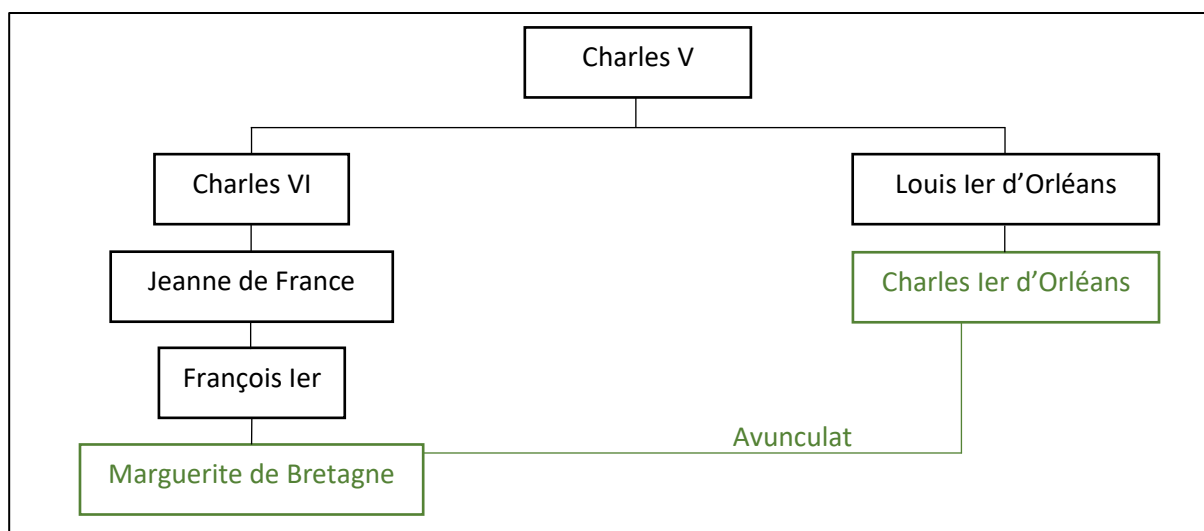 Charles V
Charles VI
Louis Ier d’Orléans
Jeanne de France
Charles Ier d’Orléans
François Ier
Avunculat
Marguerite de Bretagne